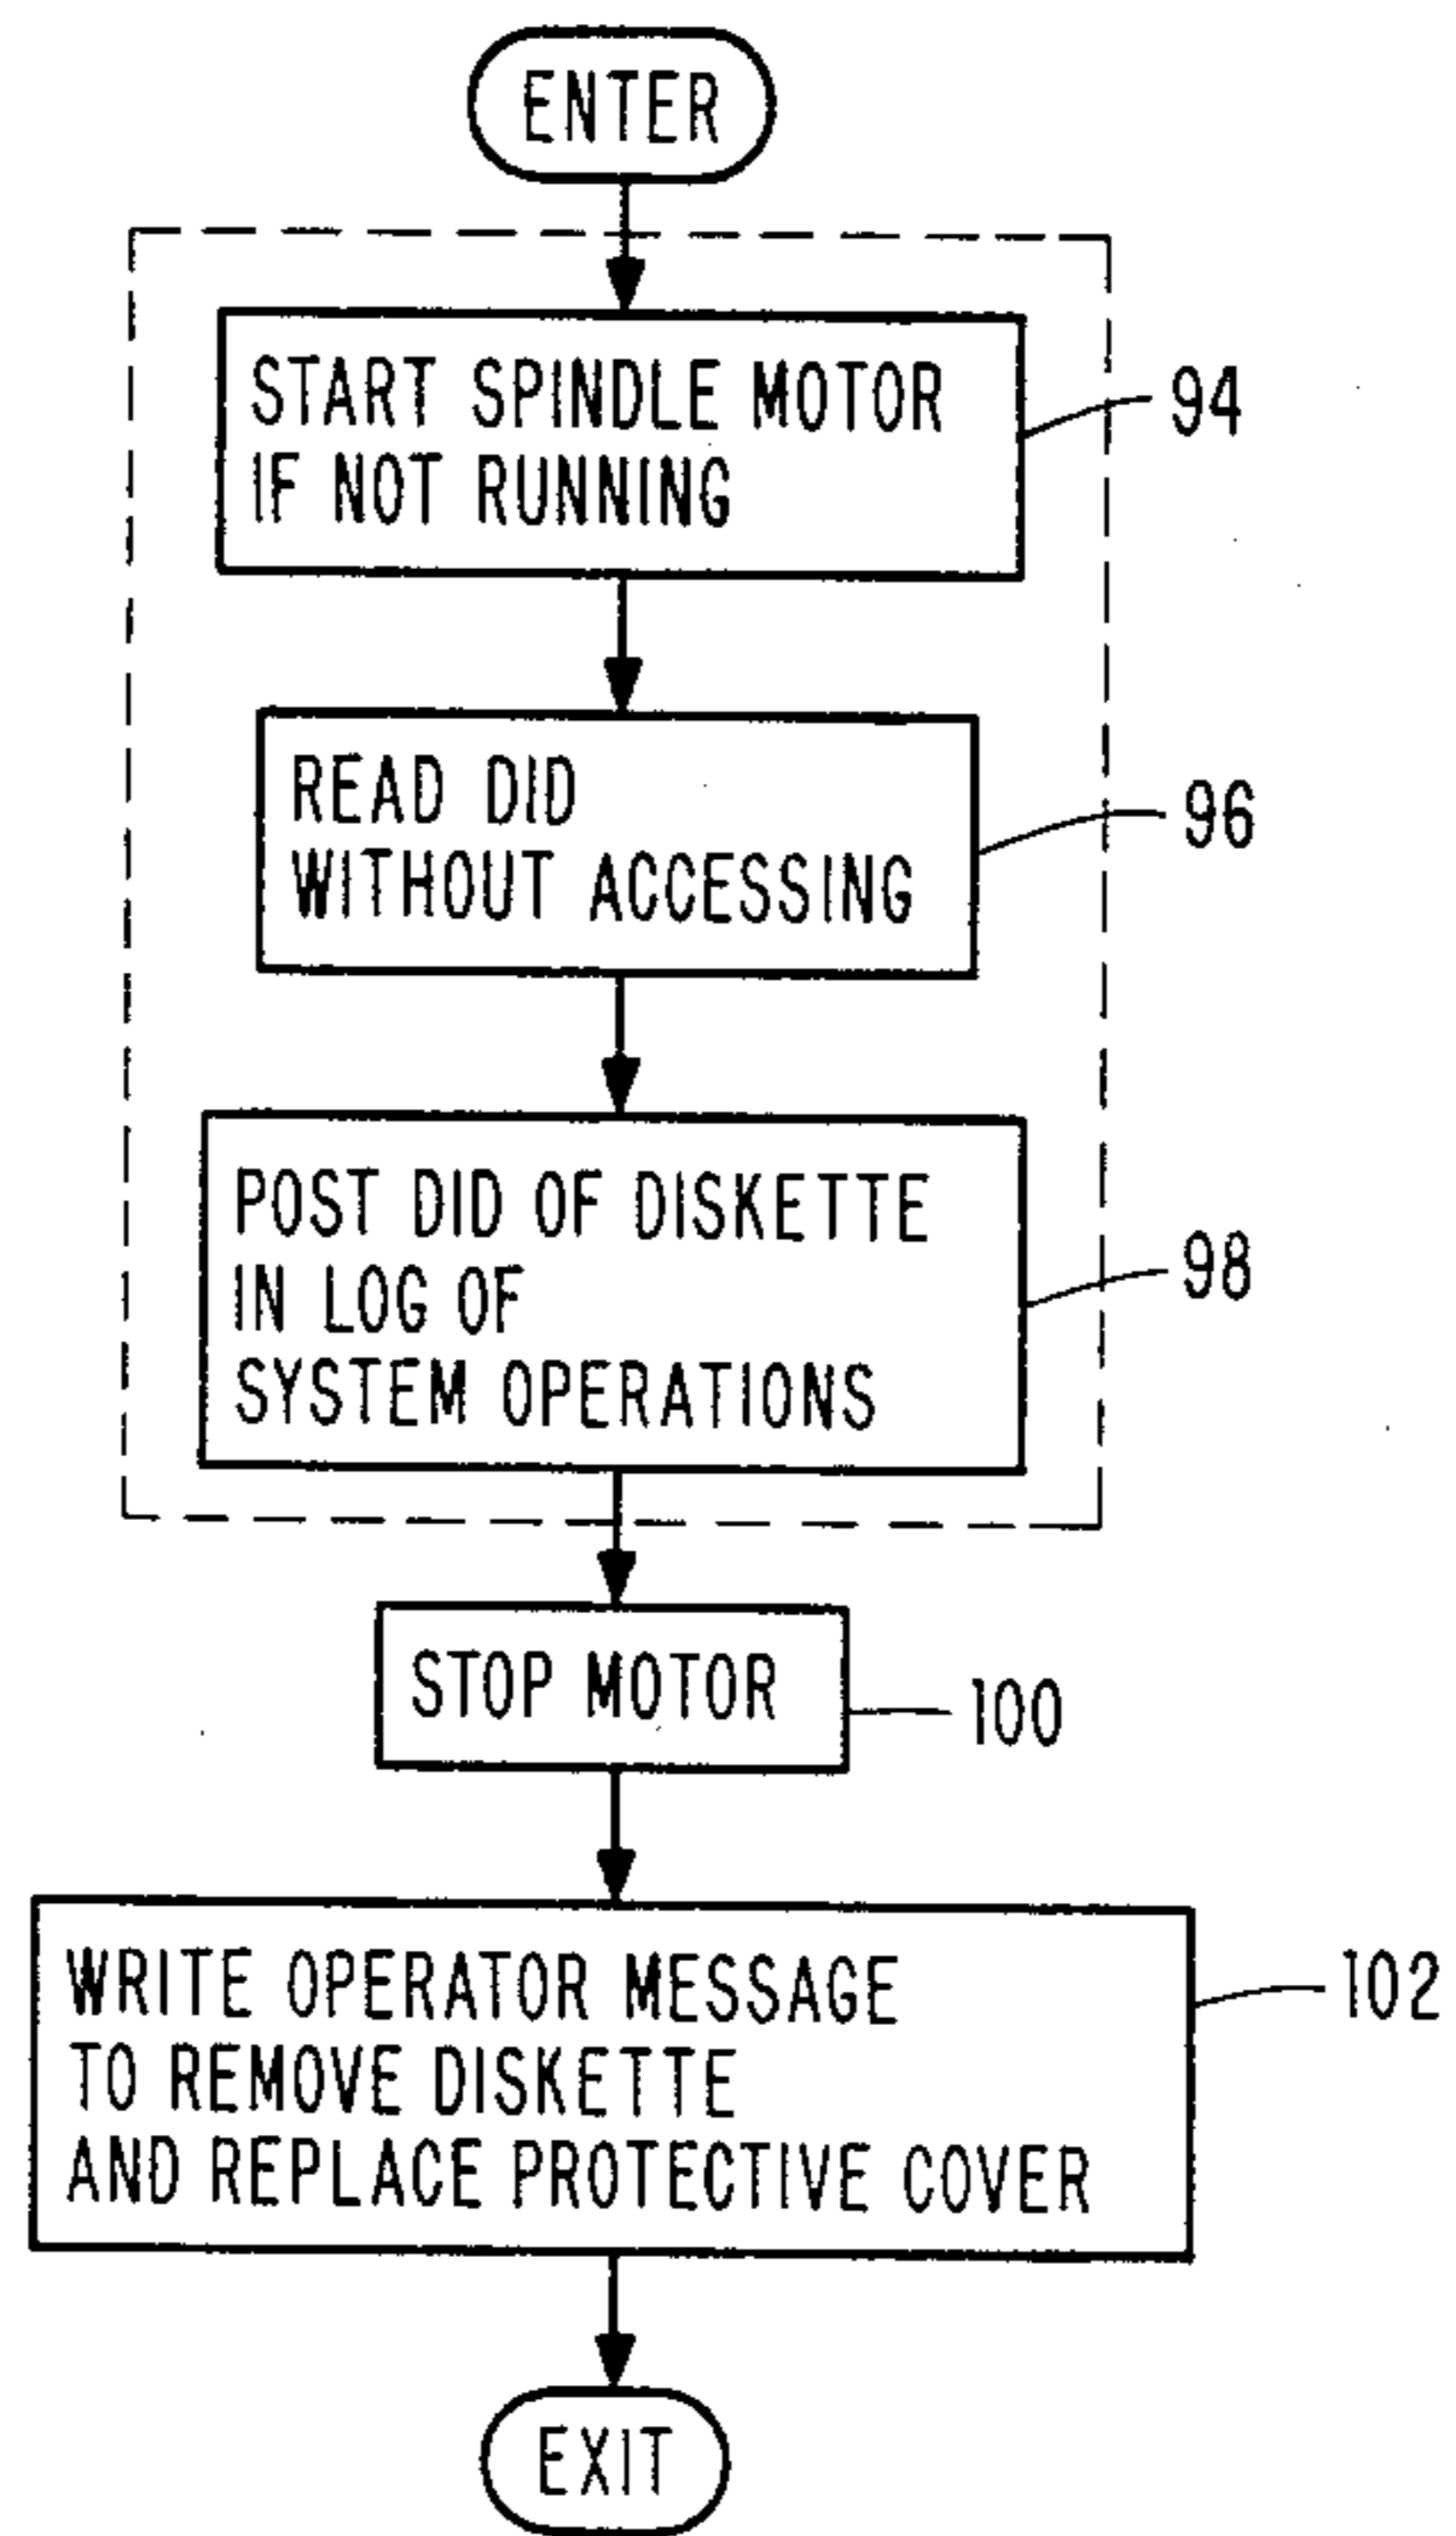 ENTER
START SPINDLE MOTOR
IF NOT RUNNING
94
READ DID
WITHOUT ACCESSING
96
POST DID OF DISKETTE
IN LOG OF
SYSTEM OPERATIONS
98
STOP MOTOR
100
WRITE OPERATOR MESSAGE
TO REMOVE DISKETTE
AND REPLACE PROTECTIVE COVER
102
EXIT